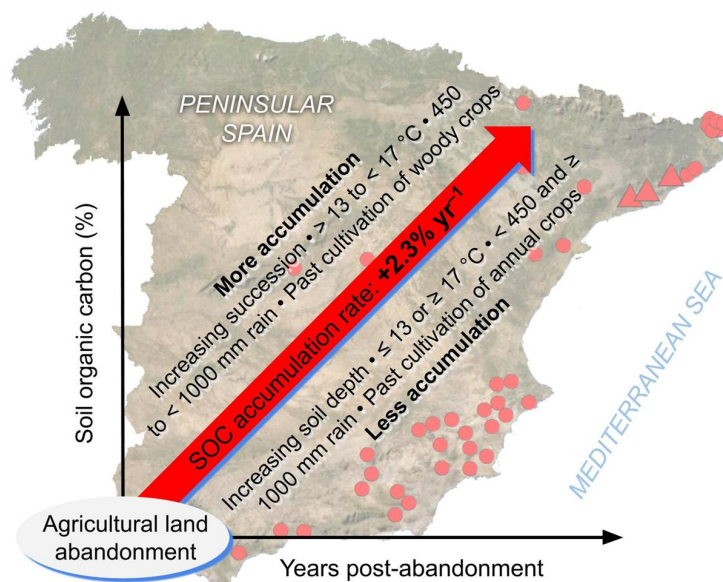 PENINSULAR
SPAIN
Soil organic carbon (%)
More accumulation
Increasing succession • > 13 to < 17 °C • 450
to < 1000 mm rain • Past cultivation of woody crops
SOC accumulation rate: +2.3% yr⁻¹
Increasing soil depth • ≤ 13 or ≥ 17 °C • < 450 and ≥
1000 mm rain • Past cultivation of annual crops
Less accumulation
MEDITERRANEAN SEA
Agricultural land
abandonment
Years post-abandonment